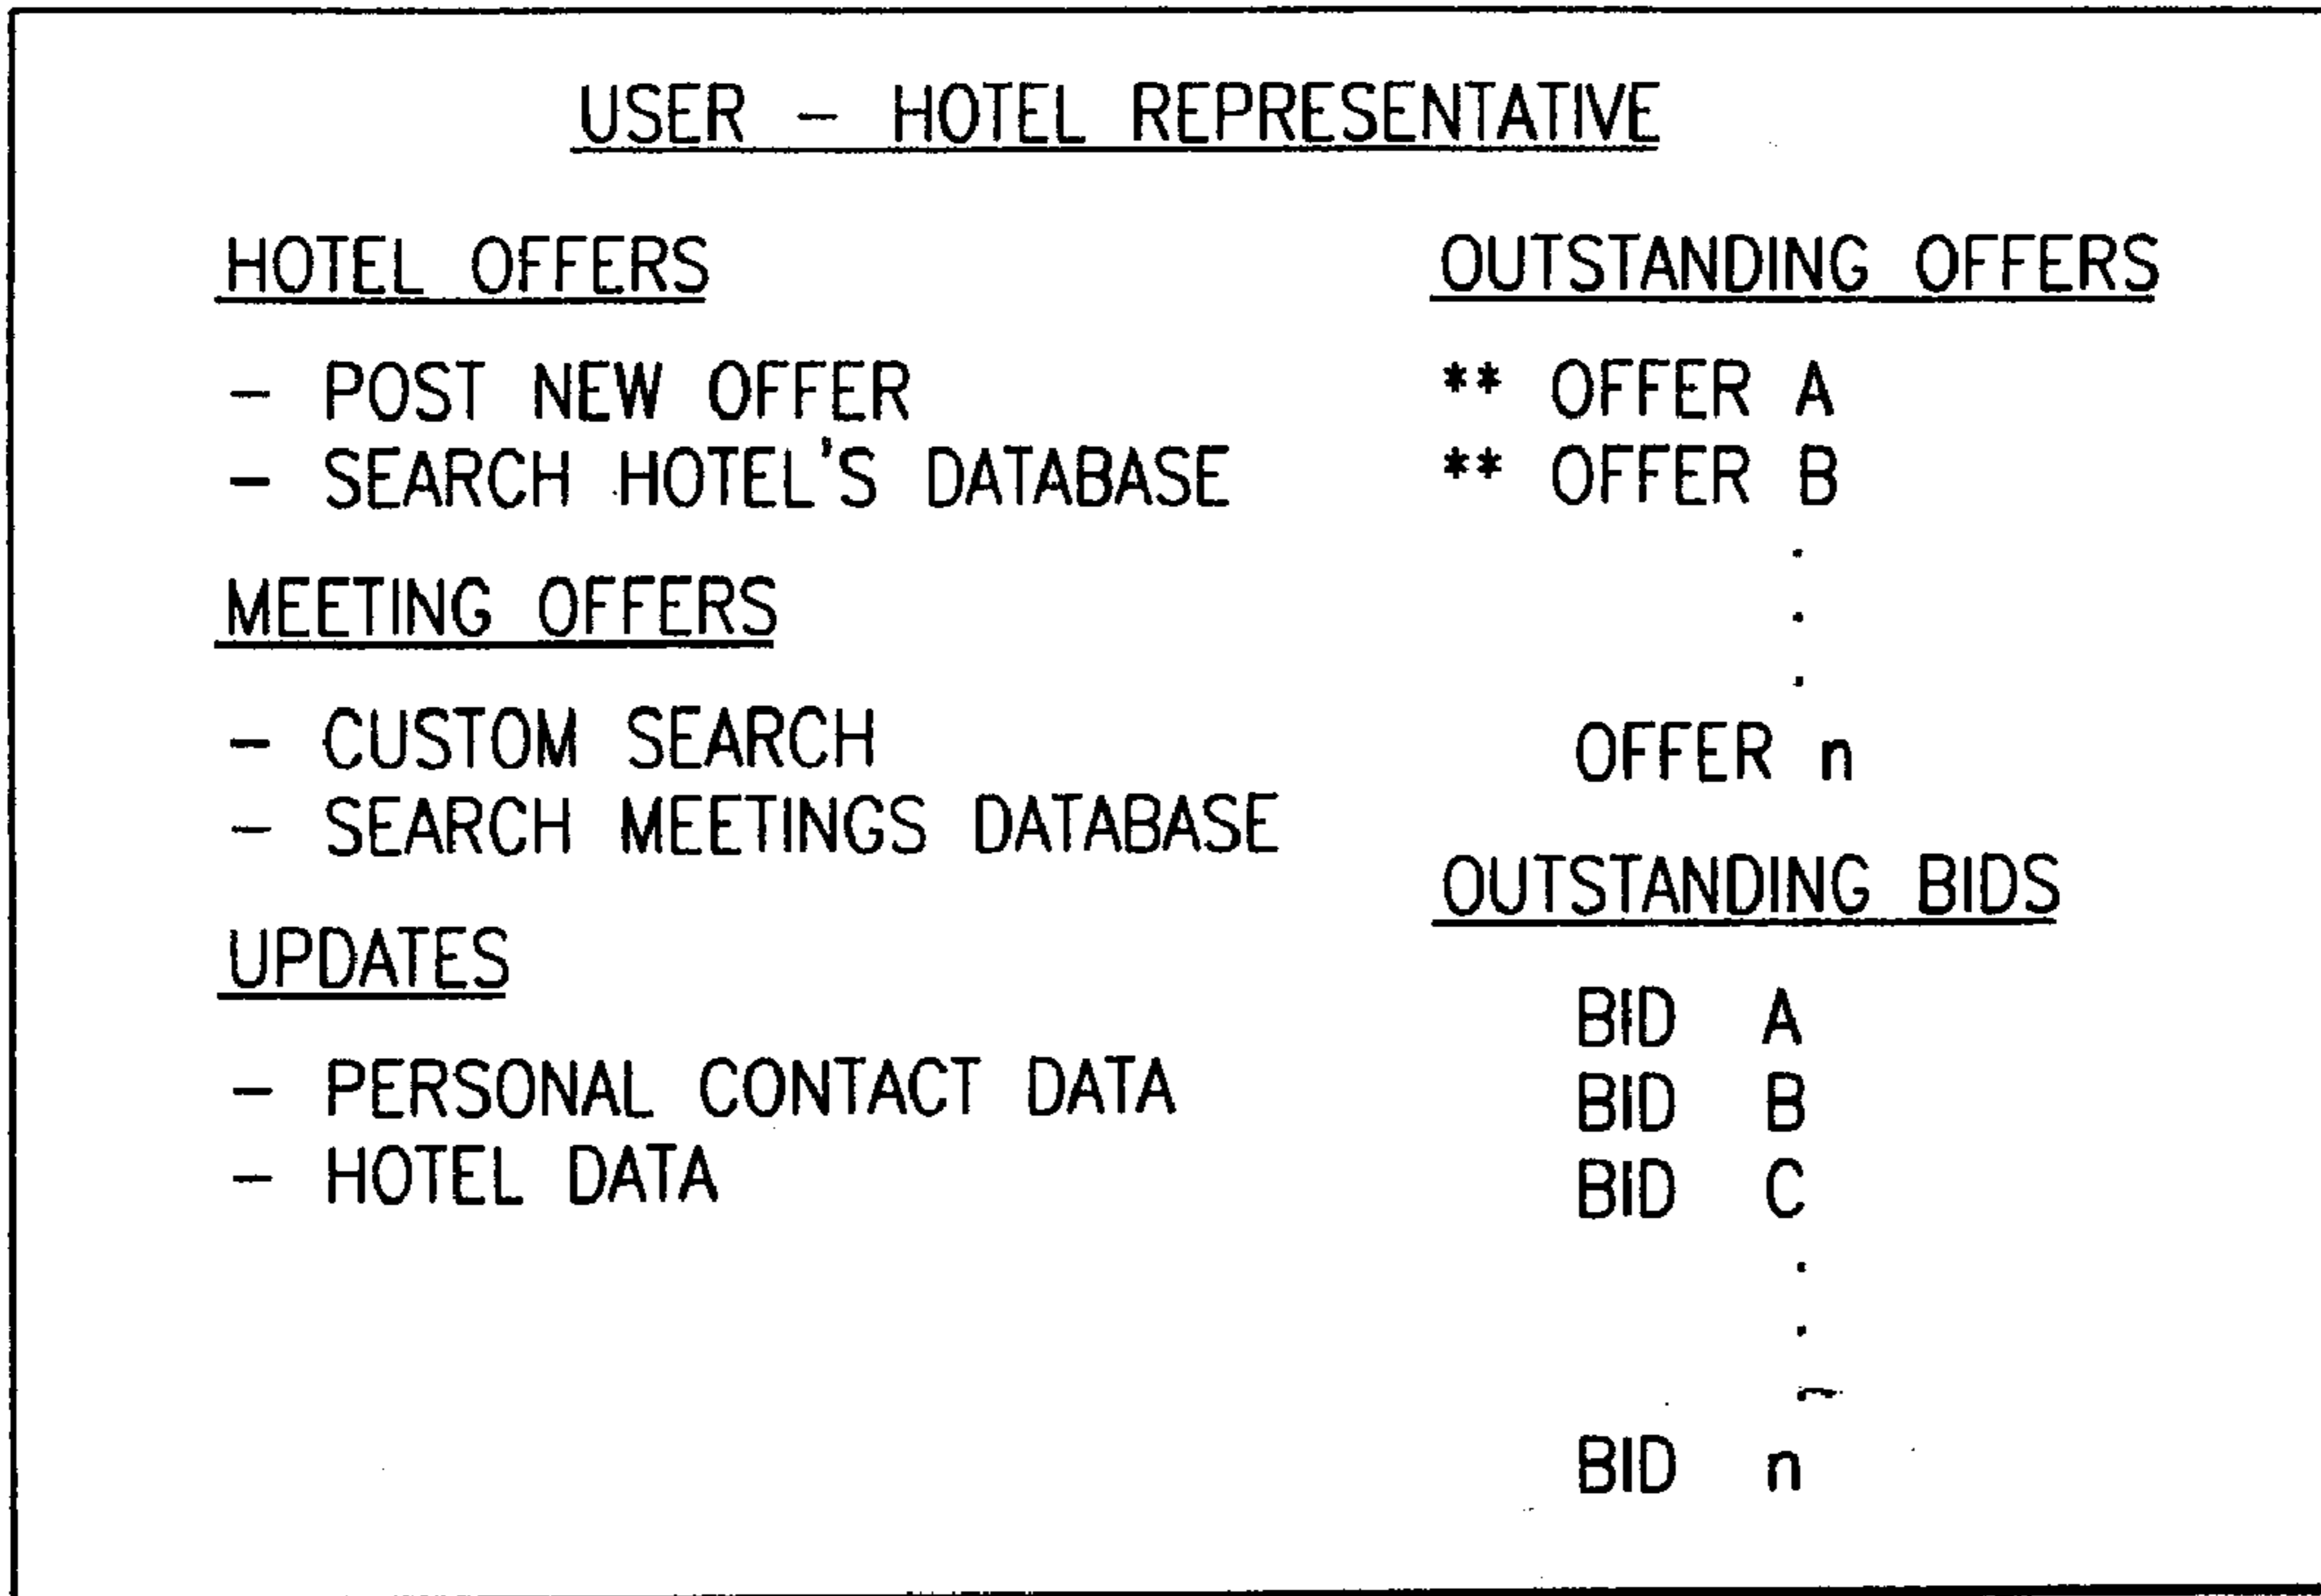 USER – HOTEL REPRESENTATIVE
HOTEL OFFERS
– POST NEW OFFER
– SEARCH HOTEL'S DATABASE
MEETING OFFERS
– CUSTOM SEARCH
– SEARCH MEETINGS DATABASE
UPDATES
– PERSONAL CONTACT DATA
– HOTEL DATA
OUTSTANDING OFFERS
** OFFER A
** OFFER B
.
.
.
OFFER n
OUTSTANDING BIDS
BID A
BID B
BID C
.
.
.
BID n